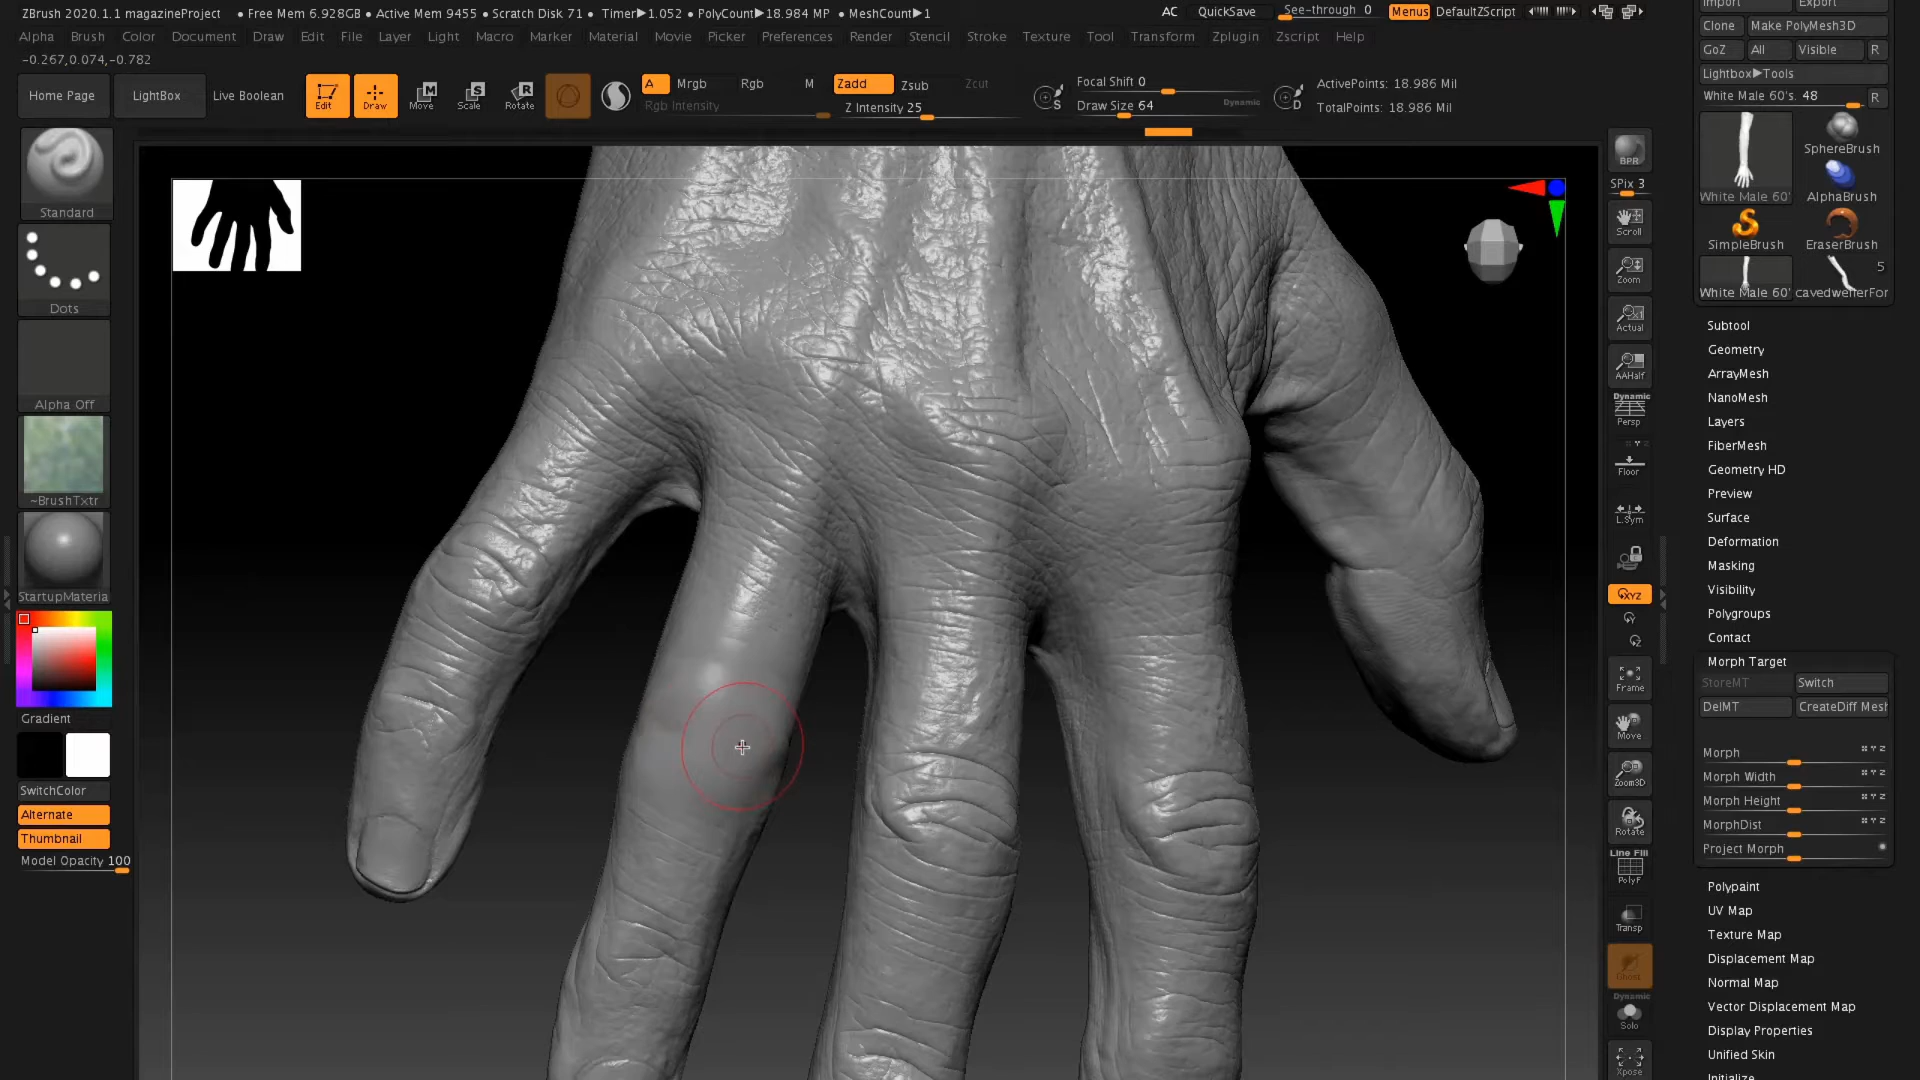 ZBrush 2020.1.1 magazineProject • Free Mem 6.928GB • Active Mem 9455 • Scratch Disk 71 • Timer▶1.052 • PolyCount▶18.984 MP • MeshCount▶1
AC QuickSave See-through 0 Menus DefaultZScript
Alpha Brush Color Document Draw Edit File Layer Light Macro Marker Material Movie Picker Preferences Render Stencil Stroke Texture Tool Transform Zplugin Zscript Help
-0.267,0.074,-0.782
Home Page LightBox Live Boolean Edit Draw Move Scale Rotate
A Mrgb Rgb M Zadd Zsub Zcut
Rgb Intensity Z Intensity 25
Focal Shift 0
Draw Size 64 Dynamic
S D
ActivePoints: 18.986 Mil
TotalPoints: 18.986 Mil
Standard
Dots
Alpha Off
~BrushTxtr
StartupMateria
Gradient
SwitchColor
Alternate
Thumbnail
Model Opacity 100
BPR
SPix 3
Scroll
Zoom
Actual
AAHalf
Dynamic
Persp
Floor
L.Sym
XYZ
Frame
Move
Zoom3D
Rotate
Line Fill
PolyF
Transp
Ghost
Dynamic
Solo
Xpose
Import Export
Clone Make PolyMesh3D
GoZ All Visible R
Lightbox▶Tools
White Male 60's. 48 R
SphereBrush
White Male 60' AlphaBrush
SimpleBrush EraserBrush
5
White Male 60' cavedwellerFor
Subtool
Geometry
ArrayMesh
NanoMesh
Layers
FiberMesh
Geometry HD
Preview
Surface
Deformation
Masking
Visibility
Polygroups
Contact
Morph Target
StoreMT Switch
DelMT CreateDiff Mesh
Morph
Morph Width
Morph Height
MorphDist
Project Morph
Polypaint
UV Map
Texture Map
Displacement Map
Normal Map
Vector Displacement Map
Display Properties
Unified Skin
Initialize